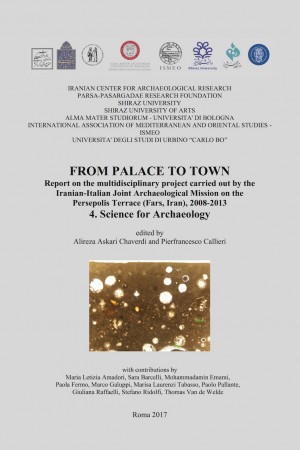 IRANIAN CENTER FOR ARCHAEOLOGICAL RESEARCH
PARSA-PASARGADAE RESEARCH FOUNDATION
SHIRAZ UNIVERSITY
SHIRAZ UNIVERSITY OF ARTS
ALMA MATER STUDIORUM - UNIVERSITA' DI BOLOGNA
INTERNATIONAL ASSOCIATION OF MEDITERRANEAN AND ORIENTAL STUDIES -
ISMEO
UNIVERSITA' DEGLI STUDI DI URBINO "CARLO BO"
FROM PALACE TO TOWN
Report on the multidisciplinary project carried out by the
Iranian-Italian Joint Archaeological Mission on the
Persepolis Terrace (Fars, Iran), 2008-2013
4. Science for Archaeology
edited by
Alireza Askari Chaverdi and Pierfrancesco Callieri
with contributions by
Maria Letizia Amadori, Sara Barcelli, Mohammadamin Emami,
Paola Fermo, Marco Galuppi, Marisa Laurenzi Tabasso, Paolo Pallante,
Giuliana Raffaelli, Stefano Ridolfi, Thomas Van de Welde
Roma 2017